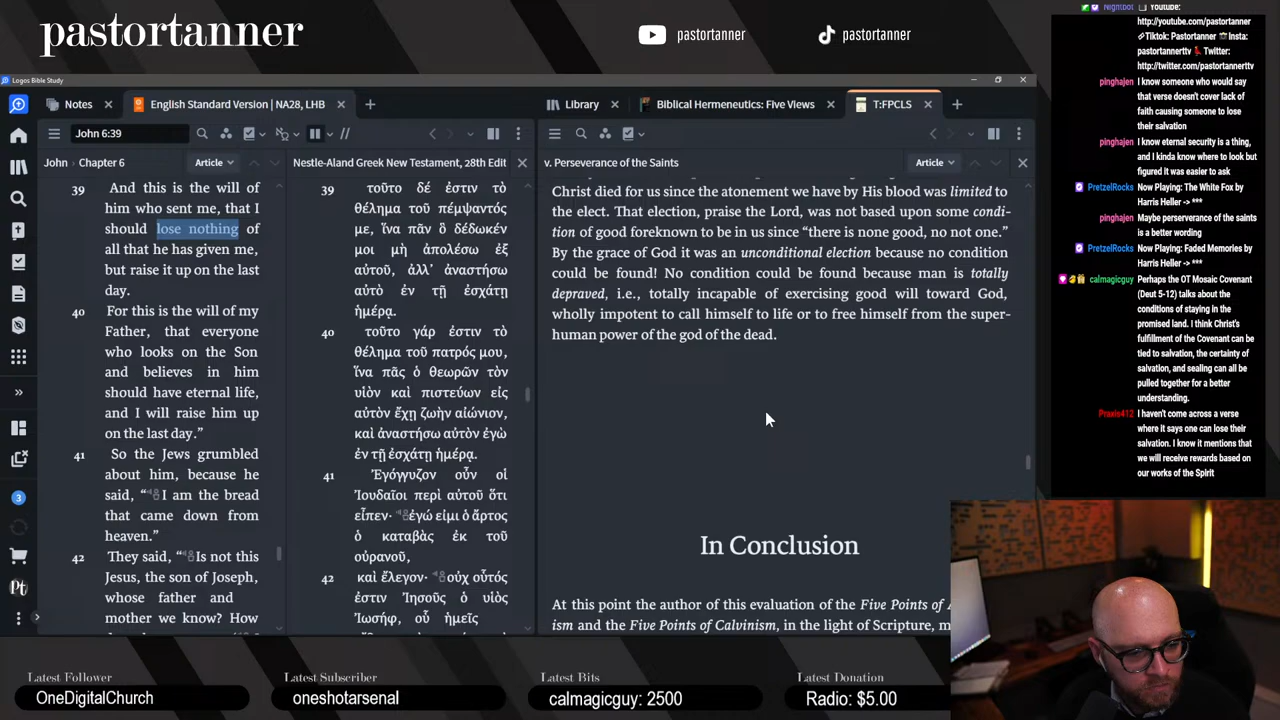 pastortanner
pastortanner
pastortanner
Logos Bible Study
Notes
English Standard Version | NA28, LHB
Library
Biblical Hermeneutics: Five Views
T:FPCLS
John 6:39
John › Chapter 6
Article
Nestle-Aland Greek New Testament, 28th Edit
v. Perseverance of the Saints
Article
39 And this is the will of
him who sent me, that I
should lose nothing of
all that he has given me,
but raise it up on the last
day.
40 For this is the will of my
Father, that everyone
who looks on the Son
and believes in him
should have eternal life,
and I will raise him up
on the last day.”
41 So the Jews grumbled
about him, because he
said, “I am the bread
that came down from
heaven.”
42 They said, “Is not this
Jesus, the son of Joseph,
whose father and
mother we know? How
39 τοῦτο δέ ἐστιν τὸ
θέλημα τοῦ πέμψαντός
με, ἵνα πᾶν ὃ δέδωκέν
μοι μὴ ἀπολέσω ἐξ
αὐτοῦ, ἀλλ’ ἀναστήσω
αὐτὸ ἐν τῇ ἐσχάτῃ
ἡμέρᾳ.
40 τοῦτο γάρ ἐστιν τὸ
θέλημα τοῦ πατρός μου,
ἵνα πᾶς ὁ θεωρῶν τὸν
υἱὸν καὶ πιστεύων εἰς
αὐτὸν ἔχῃ ζωὴν αἰώνιον,
καὶ ἀναστήσω αὐτὸν ἐγὼ
ἐν τῇ ἐσχάτῃ ἡμέρᾳ.
41 Ἐγόγγυζον οὖν οἱ
Ἰουδαῖοι περὶ αὐτοῦ ὅτι
εἶπεν· ἐγώ εἰμι ὁ ἄρτος
ὁ καταβὰς ἐκ τοῦ
οὐρανοῦ,
42 καὶ ἔλεγον· οὐχ οὗτός
ἐστιν Ἰησοῦς ὁ υἱὸς
Ἰωσήφ, οὗ ἡμεῖς
Christ died for us since the atonement we have by His blood was limited to
the elect. That election, praise the Lord, was not based upon some condi-
tion of good foreknown to be in us since “there is none good, no not one.”
By the grace of God it was an unconditional election because no condition
could be found! No condition could be found because man is totally
depraved, i.e., totally incapable of exercising good will toward God,
wholly impotent to call himself to life or to free himself from the super-
human power of the god of the dead.
In Conclusion
At this point the author of this evaluation of the Five Points of
ism and the Five Points of Calvinism, in the light of Scripture,
3
Pt
Nightbot Youtube:
http://youtube.com/pastortanner
Tiktok: Pastortanner Insta:
pastortannerttv Twitter:
http://twitter.com/pastortannerttv
pinghajen I know someone who would say
that verse doesn't cover lack of
faith causing someone to lose
their salvation
pinghajen I know eternal security is a thing,
and I kinda know where to look but
figured it was easier to ask
PretzelRocks Now Playing: The White Fox by
Harris Heller -> ***
pinghajen Maybe perserverance of the saints
is a better wording
PretzelRocks Now Playing: Faded Memories by
Harris Heller -> ***
calmagicguy Perhaps the OT Mosaic Covenant
(Deut 5-12) talks about the
conditions of staying in the
promised land. I think Christ's
fulfillment of the Covenant can be
tied to salvation, the certainty of
salvation, and sealing can all be
pulled together for a better
understanding.
Praxis412 I haven't come across a verse
where it says one can lose their
salvation. I know it mentions that
we will receive rewards based on
our works of the Spirit
Latest Follower
OneDigitalChurch
Latest Subscriber
oneshotarsenal
Latest Bits
calmagicguy: 2500
Latest Donation
Radio: $5.00